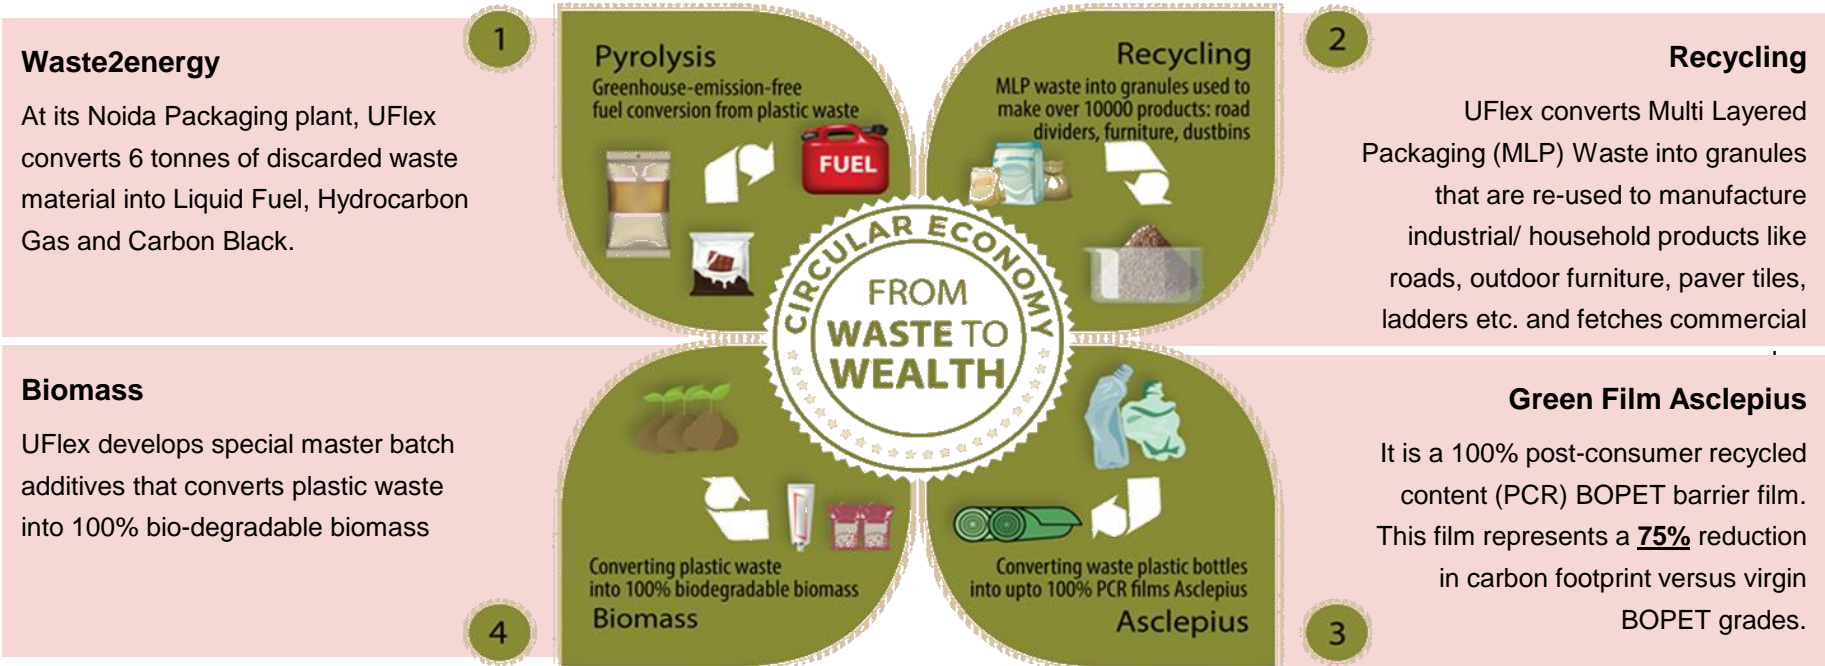 1
Waste2energy
At its Noida Packaging plant, UFlex
converts 6 tonnes of discarded waste
material into Liquid Fuel, Hydrocarbon
Gas and Carbon Black.
Pyrolysis
Greenhouse-emission-free
fuel conversion from plastic waste
FUEL
Recycling
MLP waste into granules used to
make over 10000 products: road
dividers, furniture, dustbins
2
Recycling
UFlex converts Multi Layered
Packaging (MLP) Waste into granules
that are re-used to manufacture
industrial/ household products like
roads, outdoor furniture, paver tiles,
ladders etc. and fetches commercial
CIRCULAR ECONOMY
FROM
WASTE TO
WEALTH
Biomass
UFlex develops special master batch
additives that converts plastic waste
into 100% bio-degradable biomass
Converting plastic waste
into 100% biodegradable biomass
Biomass
4
Converting waste plastic bottles
into upto 100% PCR films Asclepius
Asclepius
3
Green Film Asclepius
It is a 100% post-consumer recycled
content (PCR) BOPET barrier film.
This film represents a 75% reduction
in carbon footprint versus virgin
BOPET grades.